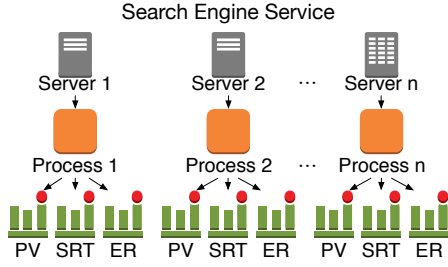 Search Engine Service
Server 1 Server 2 ... Server n
Process 1 Process 2 ... Process n
PV SRT ER PV SRT ER PV SRT ER